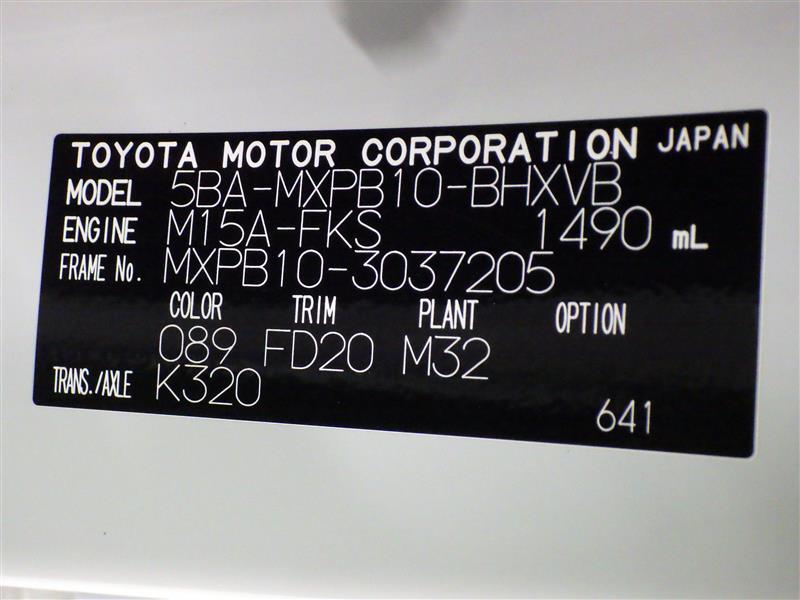 TOYOTA MOTOR CORPORATION JAPAN
MODEL 5BA-MXPB10-BHXVB
ENGINE M15A-FKS 1490 mL
FRAME No. MXPB10-3037205
COLOR TRIM PLANT OPTION
089 FD20 M32
TRANS./AXLE K320
641